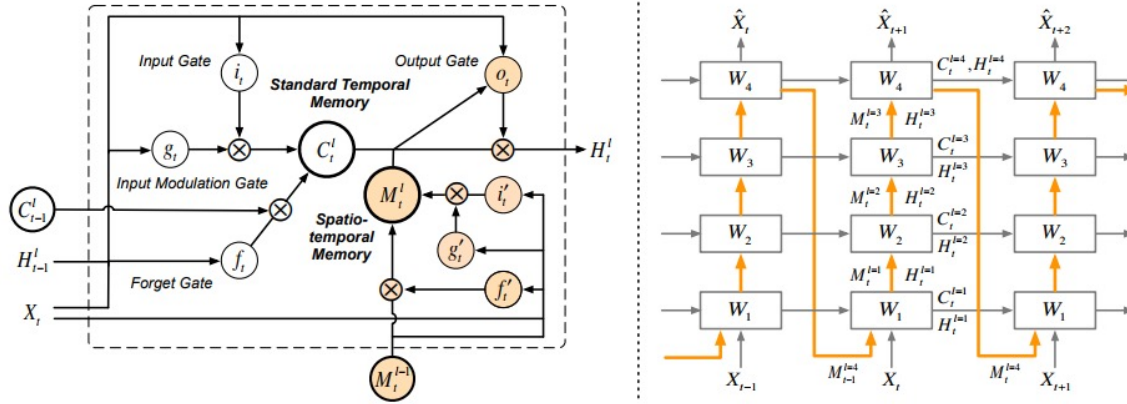 Input Gate
i_t
Output Gate
o_t
Standard Temporal
Memory
g_t
C_t^l
H_t^l
Input Modulation Gate
M_t^l
i'_t
C_{t-1}^l
Spatio-
temporal
Memory
g'_t
H_{t-1}^l
f_t
Forget Gate
f'_t
X_t
M_t^{l-1}
X̂_t
X̂_{t+1}
X̂_{t+2}
W_4
W_4
C_t^{l=4}, H_t^{l=4}
W_4
M_t^{l=3}
H_t^{l=3}
C_t^{l=3}
W_3
W_3
H_t^{l=3}
W_3
M_t^{l=2}
H_t^{l=2}
C_t^{l=2}
W_2
W_2
H_t^{l=2}
W_2
M_t^{l=1}
H_t^{l=1}
C_t^{l=1}
W_1
W_1
H_t^{l=1}
W_1
X_{t-1}
M_{t-1}^{l=4}
X_t
M_t^{l=4}
X_{t+1}